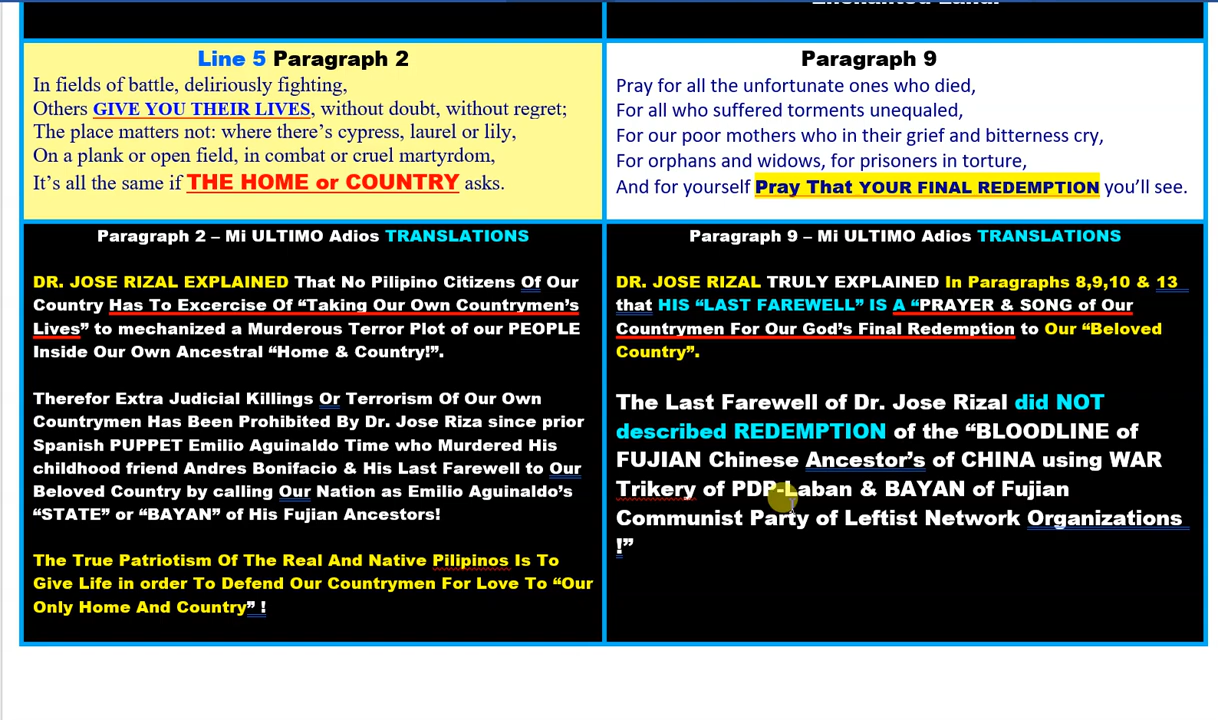 Enchanted Land.
Line 5 Paragraph 2
In fields of battle, deliriously fighting,
Others GIVE YOU THEIR LIVES, without doubt, without regret;
The place matters not: where there's cypress, laurel or lily,
On a plank or open field, in combat or cruel martyrdom,
It's all the same if THE HOME or COUNTRY asks.
Paragraph 9
Pray for all the unfortunate ones who died,
For all who suffered torments unequaled,
For our poor mothers who in their grief and bitterness cry,
For orphans and widows, for prisoners in torture,
And for yourself Pray That YOUR FINAL REDEMPTION you'll see.
Paragraph 2 – Mi ULTIMO Adios TRANSLATIONS
DR. JOSE RIZAL EXPLAINED That No Pilipino Citizens Of Our
Country Has To Excercise Of “Taking Our Own Countrymen's
Lives” to mechanized a Murderous Terror Plot of our PEOPLE
Inside Our Own Ancestral “Home & Country!”.
Therefor Extra Judicial Killings Or Terrorism Of Our Own
Countrymen Has Been Prohibited By Dr. Jose Riza since prior
Spanish PUPPET Emilio Aguinaldo Time who Murdered His
childhood friend Andres Bonifacio & His Last Farewell to Our
Beloved Country by calling Our Nation as Emilio Aguinaldo's
“STATE” or “BAYAN” of His Fujian Ancestors!
The True Patriotism Of The Real And Native Pilipinos Is To
Give Life in order To Defend Our Countrymen For Love To “Our
Only Home And Country” !
Paragraph 9 – Mi ULTIMO Adios TRANSLATIONS
DR. JOSE RIZAL TRULY EXPLAINED In Paragraphs 8,9,10 & 13
that HIS “LAST FAREWELL” IS A “PRAYER & SONG of Our
Countrymen For Our God's Final Redemption to Our “Beloved
Country”.
The Last Farewell of Dr. Jose Rizal did NOT
described REDEMPTION of the “BLOODLINE of
FUJIAN Chinese Ancestor's of CHINA using WAR
Trikery of PDP-Laban & BAYAN of Fujian
Communist Party of Leftist Network Organizations
!”